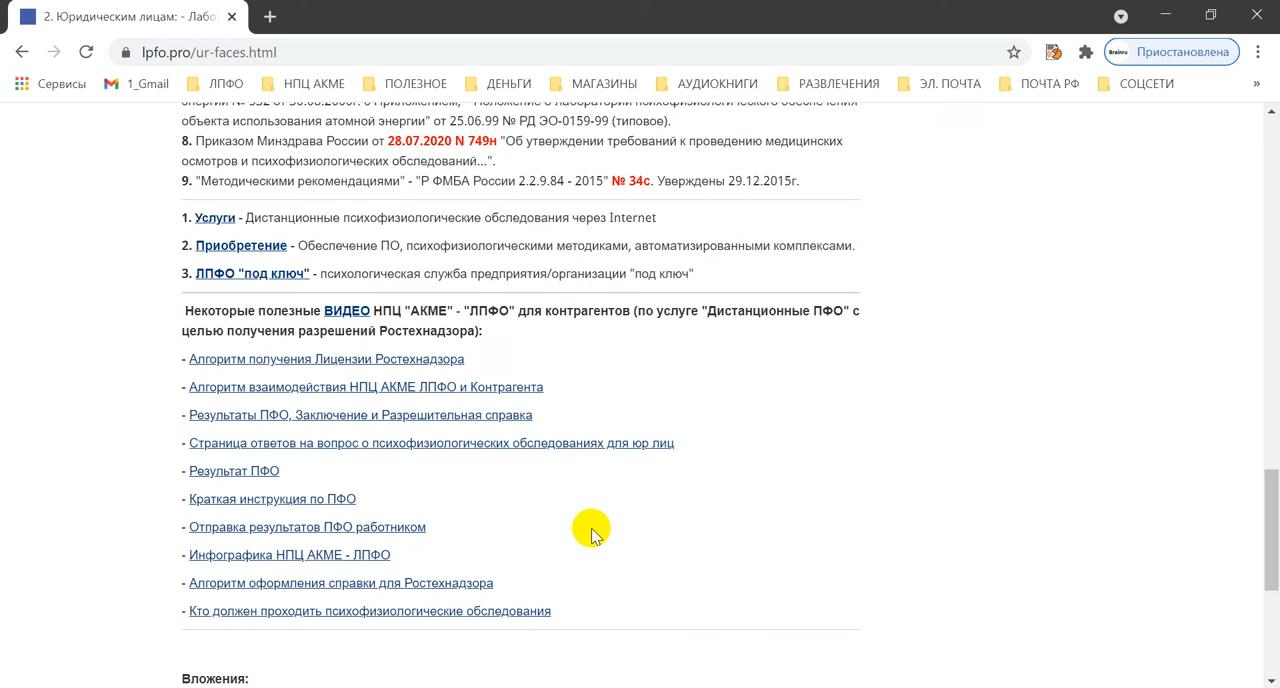 2. Юридическим лицам: - Лабо
lpfo.pro/ur-faces.html
Brainru Приостановлена
Сервисы 1_Gmail ЛПФО НПЦ АКМЕ ПОЛЕЗНОЕ ДЕНЬГИ МАГАЗИНЫ АУДИОКНИГИ РАЗВЛЕЧЕНИЯ ЭЛ. ПОЧТА ПОЧТА РФ СОЦСЕТИ »
объекта использования атомной энергии" от 25.06.99 № РД ЭО-0159-99 (типовое).
8. Приказом Минздрава России от 28.07.2020 N 749н "Об утверждении требований к проведению медицинских
осмотров и психофизиологических обследований...".
9. "Методическими рекомендациями" - "Р ФМБА России 2.2.9.84 - 2015" № 34с. Утверждены 29.12.2015г.
1. Услуги - Дистанционные психофизиологические обследования через Internet
2. Приобретение - Обеспечение ПО, психофизиологическими методиками, автоматизированными комплексами.
3. ЛПФО "под ключ" - психологическая служба предприятия/организации "под ключ"
Некоторые полезные ВИДЕО НПЦ "АКМЕ" - "ЛПФО" для контрагентов (по услуге "Дистанционные ПФО" с
целью получения разрешений Ростехнадзора):
- Алгоритм получения Лицензии Ростехнадзора
- Алгоритм взаимодействия НПЦ АКМЕ ЛПФО и Контрагента
- Результаты ПФО, Заключение и Разрешительная справка
- Страница ответов на вопрос о психофизиологических обследованиях для юр лиц
- Результат ПФО
- Краткая инструкция по ПФО
- Отправка результатов ПФО работником
- Инфографика НПЦ АКМЕ - ЛПФО
- Алгоритм оформления справки для Ростехнадзора
- Кто должен проходить психофизиологические обследования
Вложения: